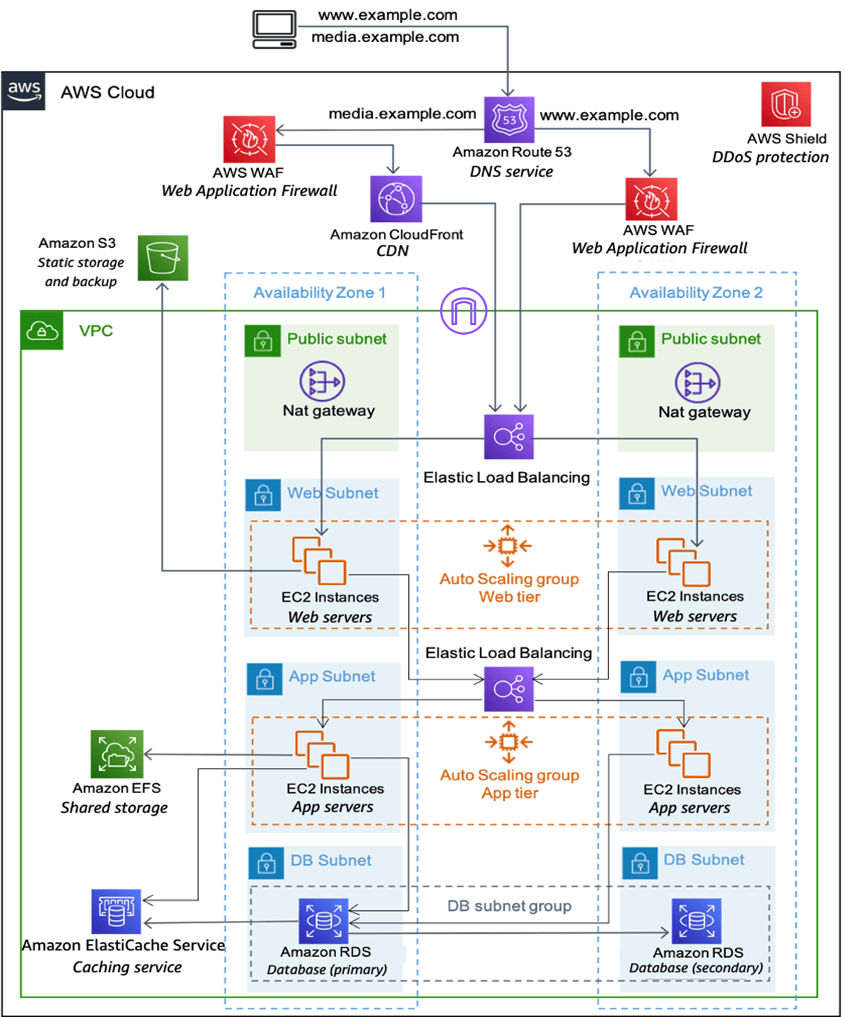 www.example.com
media.example.com
aws
AWS Cloud
media.example.com
www.example.com
53
AWS Shield
DDoS protection
Amazon Route 53
DNS service
AWS WAF
Web Application Firewall
Amazon CloudFront
CDN
AWS WAF
Web Application Firewall
Amazon S3
Static storage
and backup
Availability Zone 1
Availability Zone 2
VPC
Public subnet
Nat gateway
Public subnet
Nat gateway
Elastic Load Balancing
Web Subnet
Web Subnet
EC2 Instances
Web servers
Auto Scaling group
Web tier
EC2 Instances
Web servers
Elastic Load Balancing
App Subnet
App Subnet
Amazon EFS
Shared storage
EC2 Instances
App servers
Auto Scaling group
App tier
EC2 Instances
App servers
DB Subnet
DB Subnet
DB subnet group
Amazon ElastiCache Service
Caching service
Amazon RDS
Database (primary)
Amazon RDS
Database (secondary)